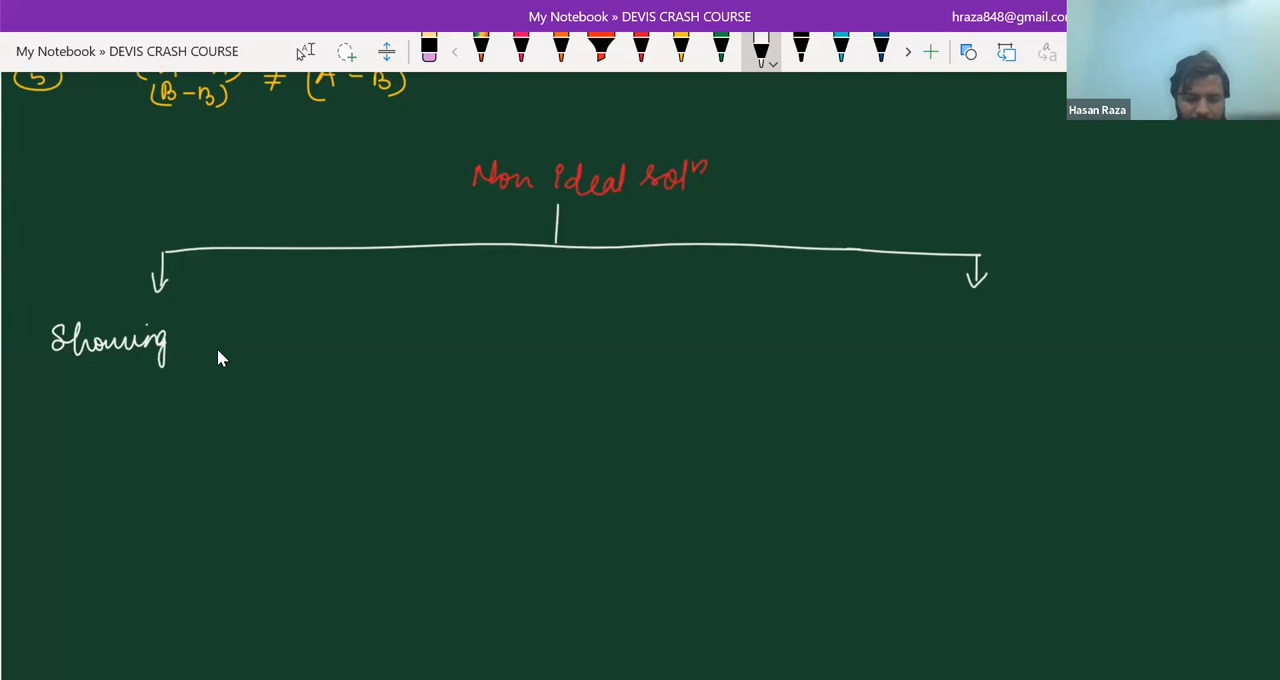 My Notebook » DEVIS CRASH COURSE
hraza848@gmail.co
My Notebook » DEVIS CRASH COURSE
Hasan Raza
5
(B-B) ≠ (A-B)
Non ideal solⁿ
Showing